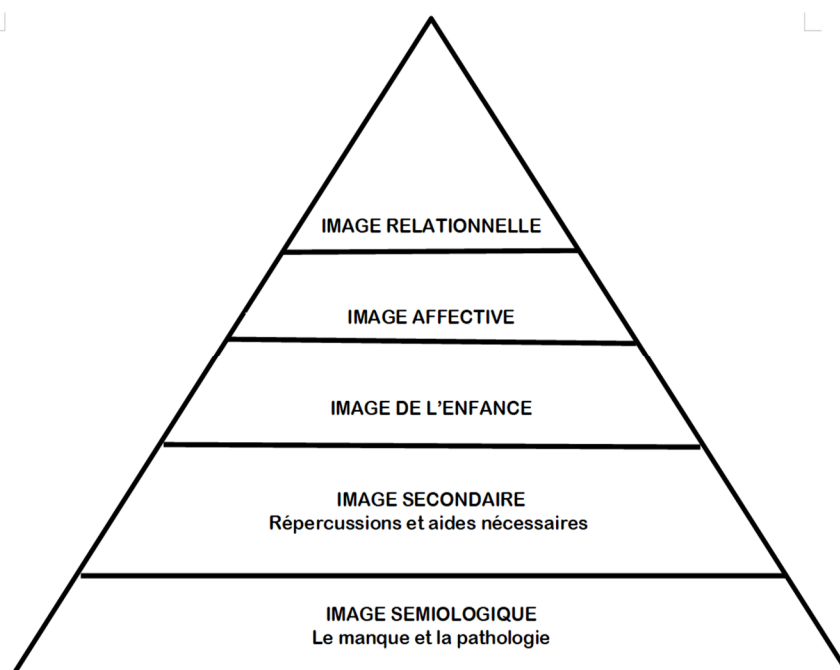 IMAGE RELATIONNELLE
IMAGE AFFECTIVE
IMAGE DE L’ENFANCE
IMAGE SECONDAIRE
Répercussions et aides nécessaires
IMAGE SEMIOLOGIQUE
Le manque et la pathologie